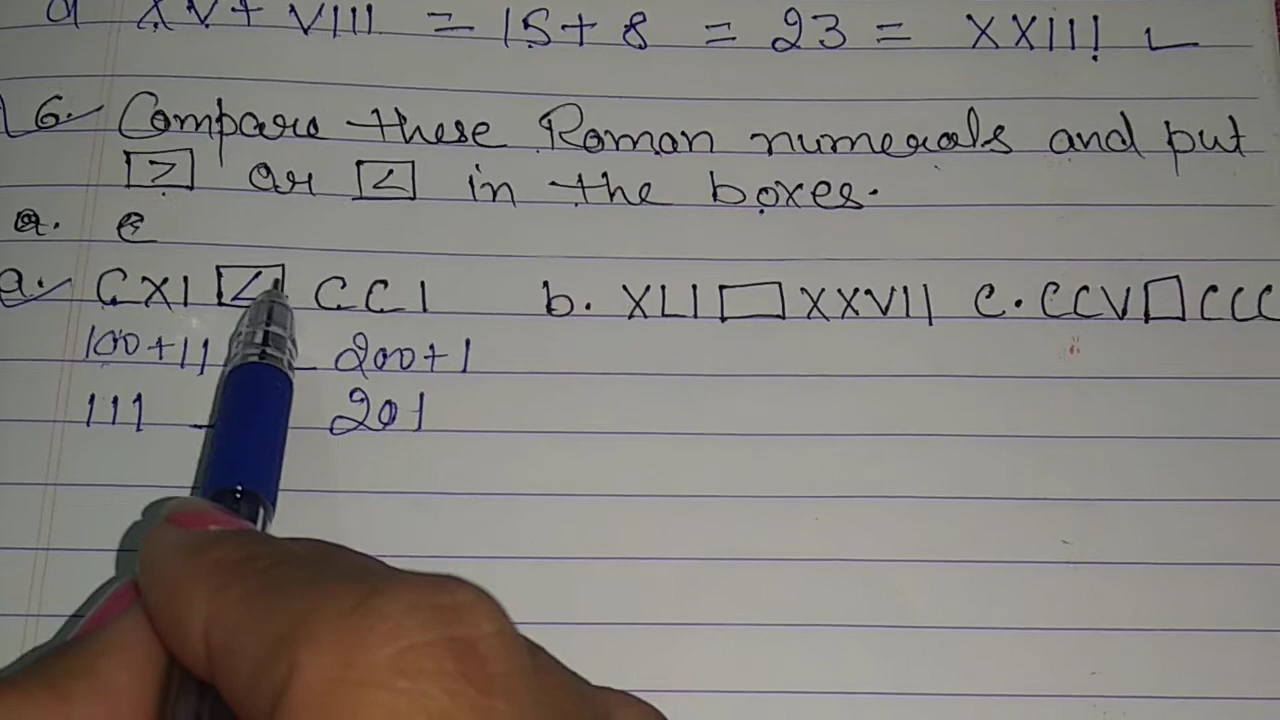 d XV + VIII = 15 + 8 = 23 = XXIII
6. Compare these Roman numerals and put
> or < in the boxes.
a. e
a. CXI < CCI b. XLI □ XXVII c. CCV □ CCC
100+11 200+1
111 201